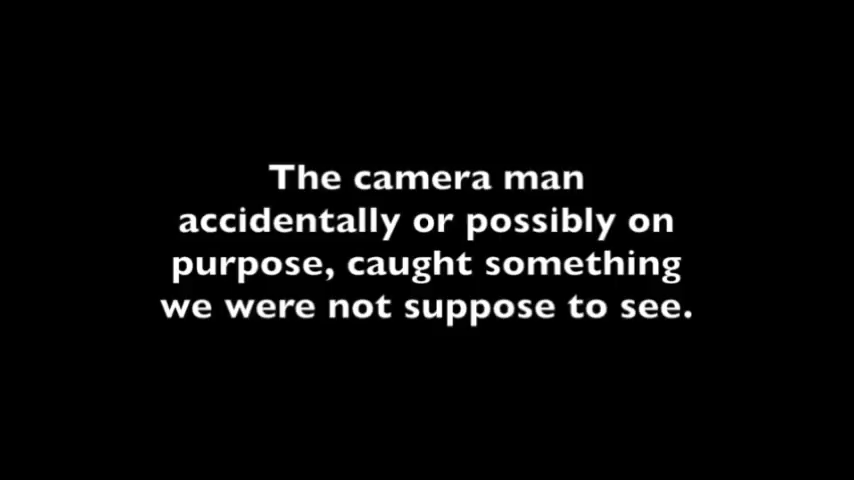 The camera man
accidentally or possibly on
purpose, caught something
we were not suppose to see.